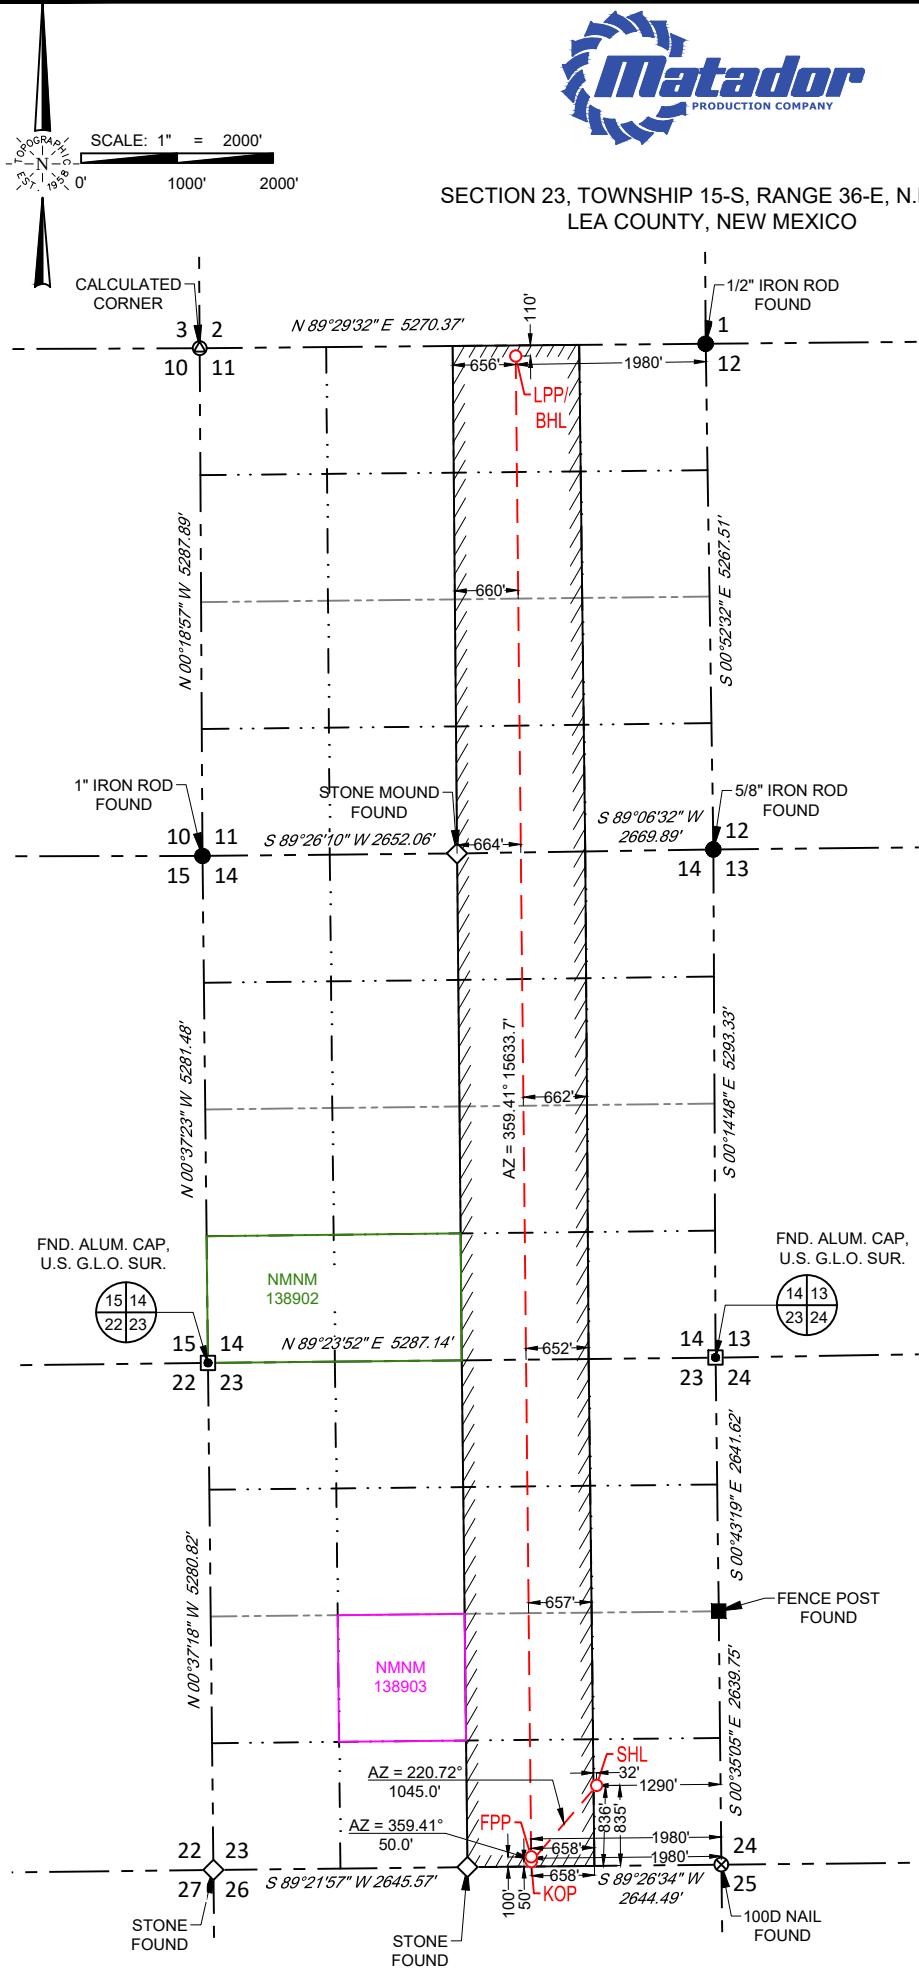 Matador
PRODUCTION COMPANY
TOPOGRAPHIC
EST. 1958
N
SCALE: 1" = 2000'
0' 1000' 2000'
SECTION 23, TOWNSHIP 15-S, RANGE 36-E,
LEA COUNTY, NEW MEXICO
CALCULATED
CORNER
1/2" IRON ROD
FOUND
N 89°29'32" E 5270.37'
110'
3 2
10 11
1
12
656'
1980'
LPP/
BHL
N 00°18'57" W 5287.89'
S 00°52'32" E 5267.51'
660'
1" IRON ROD
FOUND
STONE MOUND
FOUND
5/8" IRON ROD
FOUND
S 89°26'10" W 2652.06'
S 89°06'32" W
2669.89'
664'
10 11
15 14
12
14 13
N 00°37'23" W 5281.48'
AZ = 359.41° 15633.7'
S 00°14'48" E 5293.33'
662'
FND. ALUM. CAP,
U.S. G.L.O. SUR.
15 14
22 23
FND. ALUM. CAP,
U.S. G.L.O. SUR.
14 13
23 24
NMNM
138902
N 89°23'52" E 5287.14'
652'
15 14
22 23
14 13
23 24
N 00°37'18" W 5280.82'
S 00°43'19" E 2641.62'
657'
FENCE POST
FOUND
NMNM
138903
S 00°35'05" E 2639.75'
SHL
32'
1290'
AZ = 220.72°
1045.0'
836'
835'
FPP
AZ = 359.41°
50.0'
1980'
658'
1980'
658'
22 23
27 26
24
25
S 89°21'57" W 2645.57'
100'
50'
KOP
S 89°26'34" W
2644.49'
STONE
FOUND
STONE
FOUND
100D NAIL
FOUND